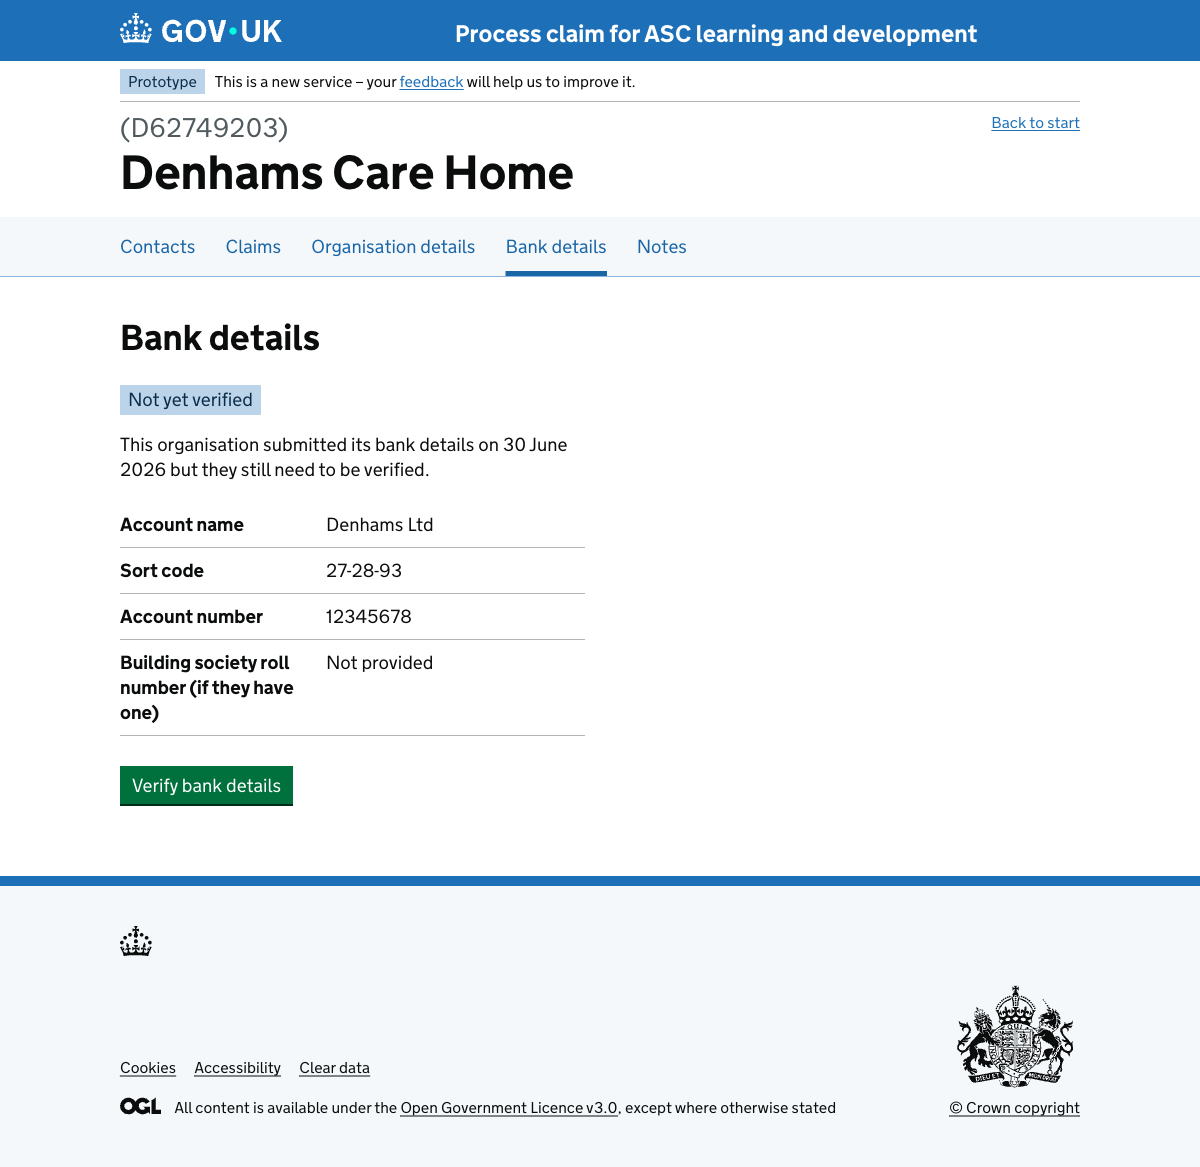 GOV·UK
Process claim for ASC learning and development
Prototype
This is a new service – your feedback will help us to improve it.
(D62749203)
Back to start
Denhams Care Home
Contacts
Claims
Organisation details
Bank details
Notes
Bank details
Not yet verified
This organisation submitted its bank details on 30 June
2026 but they still need to be verified.
Account name
Denhams Ltd
Sort code
27-28-93
Account number
12345678
Building society roll
number (if they have
one)
Not provided
Verify bank details
Cookies
Accessibility
Clear data
OGL
All content is available under the Open Government Licence v3.0, except where otherwise stated
© Crown copyright